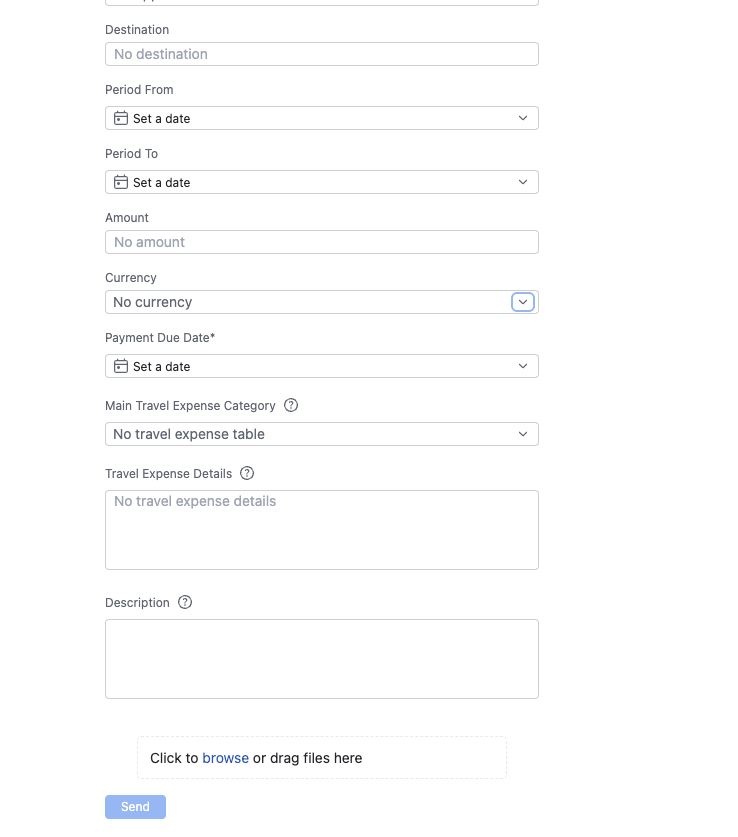 Destination
No destination
Period From
Set a date
Period To
Set a date
Amount
No amount
Currency
No currency
Payment Due Date*
Set a date
Main Travel Expense Category ?
No travel expense table
Travel Expense Details ?
No travel expense details
Description ?
Click to browse or drag files here
Send